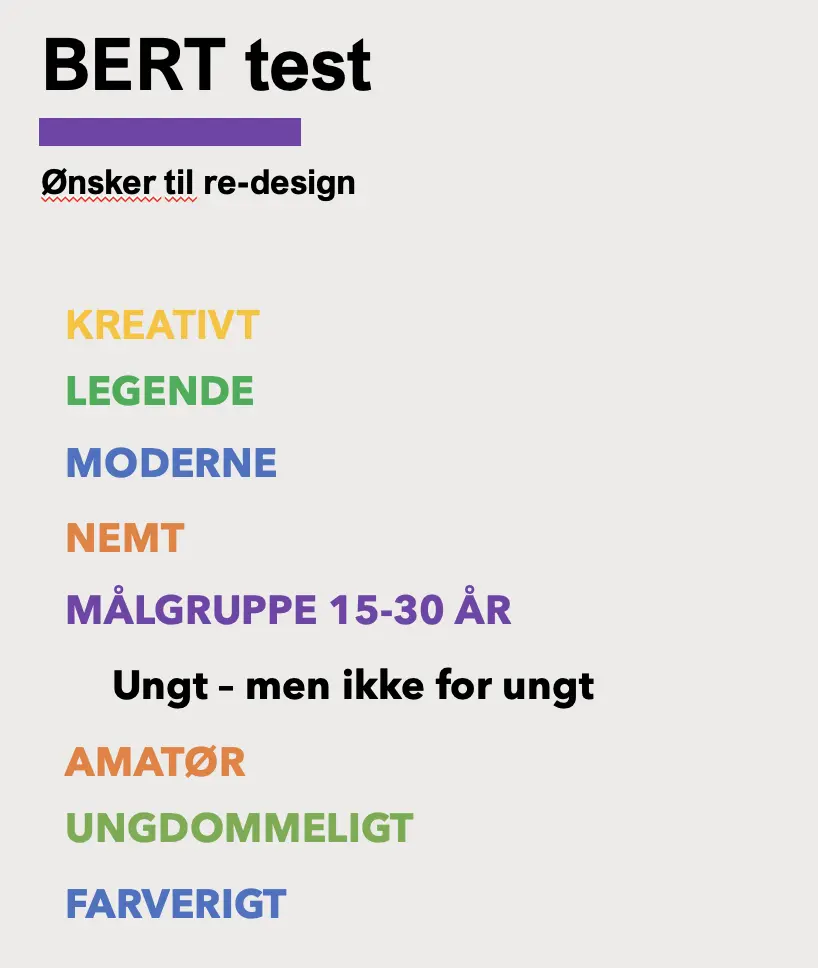 BERT test
Ønsker til re-design
KREATIVT
LEGENDE
MODERNE
NEMT
MÅLGRUPPE 15-30 ÅR
Ungt – men ikke for ungt
AMATØR
UNGDOMMELIGT
FARVERIGT